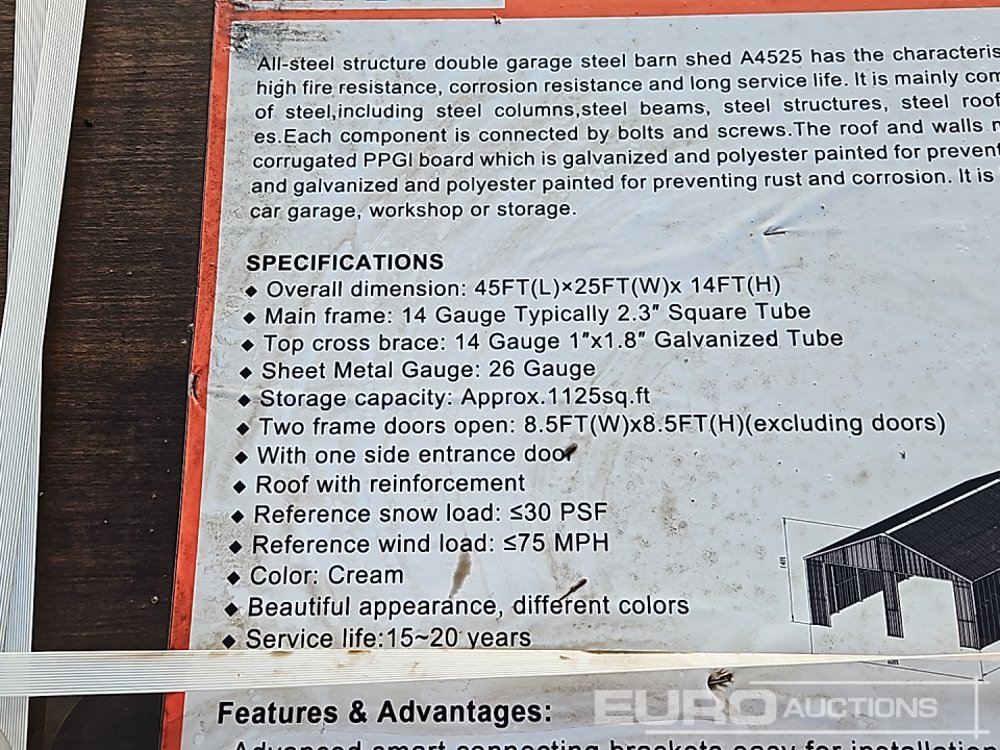 All-steel structure double garage steel barn shed A4525 has the
high fire resistance, corrosion resistance and long service life. It is mainly
of steel,including steel columns,steel beams, steel structures, steel
es.Each component is connected by bolts and screws.The roof and walls
corrugated PPGI board which is galvanized and polyester painted for
and galvanized and polyester painted for preventing rust and corrosion. It is
car garage, workshop or storage.
SPECIFICATIONS
◆ Overall dimension: 45FT(L)×25FT(W)x 14FT(H)
◆ Main frame: 14 Gauge Typically 2.3" Square Tube
◆ Top cross brace: 14 Gauge 1"x1.8" Galvanized Tube
◆ Sheet Metal Gauge: 26 Gauge
◆ Storage capacity: Approx.1125sq.ft
◆ Two frame doors open: 8.5FT(W)x8.5FT(H)(excluding doors)
◆ With one side entrance door
◆ Roof with reinforcement
◆ Reference snow load: ≤30 PSF
◆ Reference wind load: ≤75 MPH
◆ Color: Cream
◆ Beautiful appearance, different colors
◆ Service life:15~20 years
Features & Advantages:
Advanced smart connecting brackets easy for installation
EURO AUCTIONS